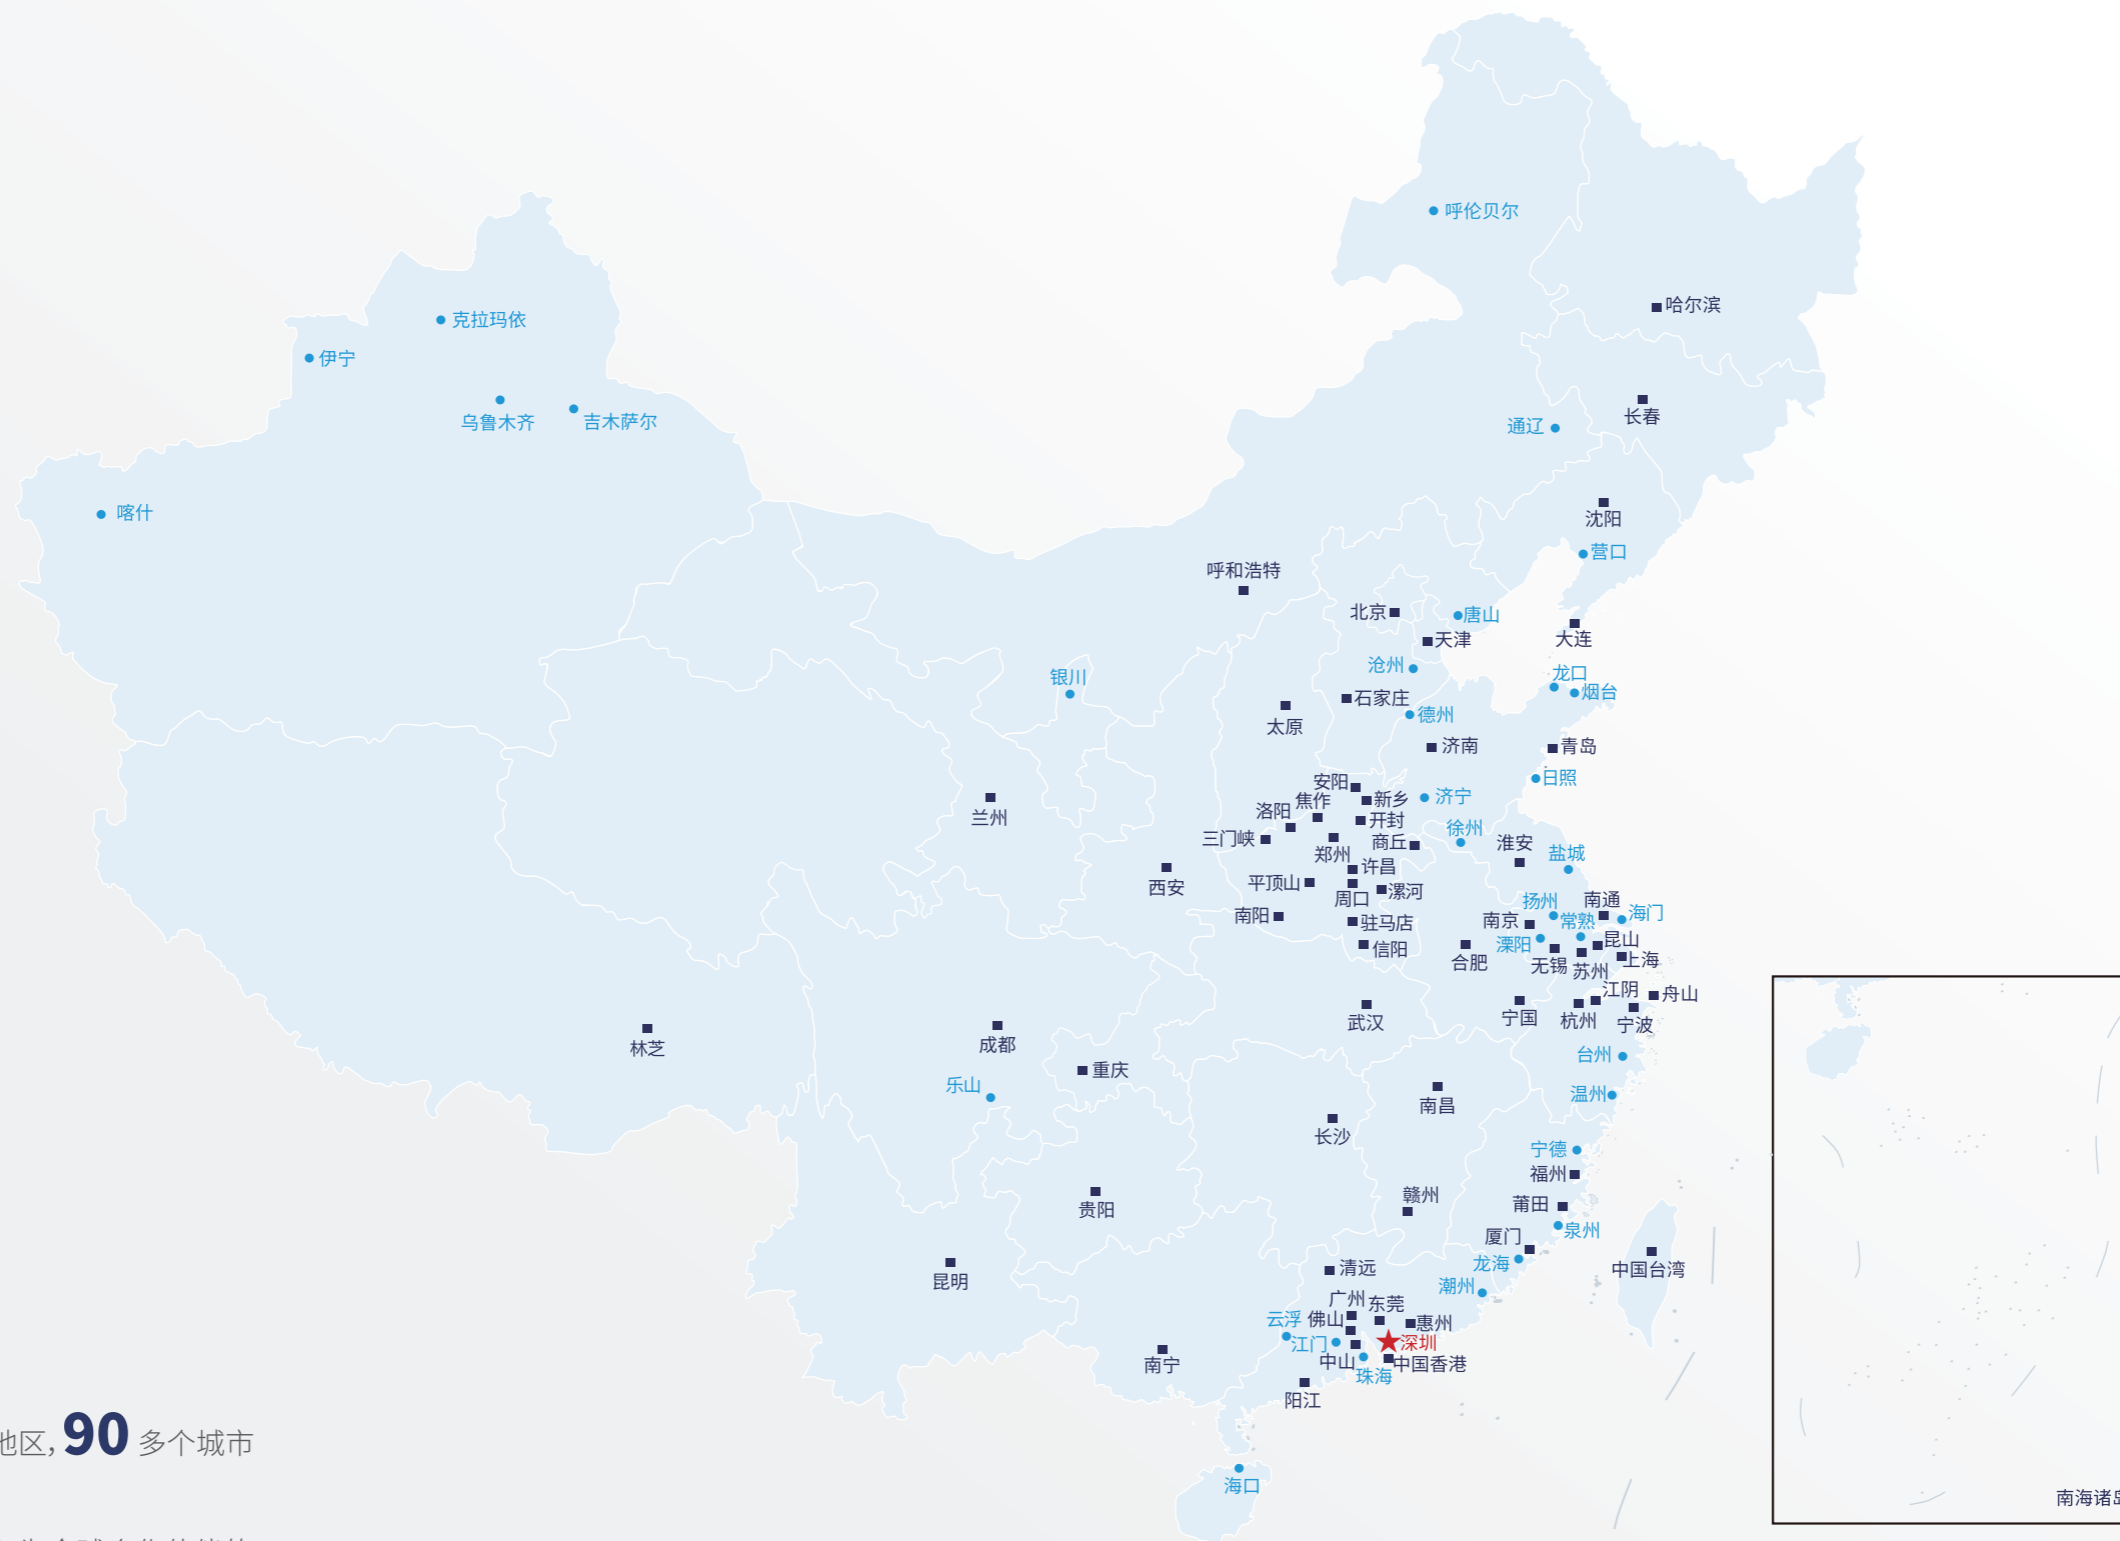 呼伦贝尔
哈尔滨
克拉玛依
伊宁
乌鲁木齐
吉木萨尔
长春
通辽
喀什
沈阳
营口
呼和浩特
北京
唐山
天津
大连
沧州
龙口
银川
烟台
石家庄
德州
太原
济南
青岛
日照
安阳
焦作
新乡
济宁
洛阳
开封
兰州
三门峡
商丘
徐州
淮安
郑州
盐城
许昌
西安
平顶山
漯河
周口
扬州
南通
海门
南阳
驻马店
南京
常熟
信阳
溧阳
昆山
合肥
无锡
苏州
上海
江阴
舟山
武汉
宁国
杭州
宁波
林芝
成都
台州
重庆
乐山
温州
南昌
长沙
宁德
福州
赣州
莆田
贵阳
泉州
厦门
龙海
清远
中国台湾
昆明
潮州
广州
东莞
云浮
佛山
惠州
江门
深圳
南宁
中山
中国香港
珠海
阳江
地区，90 多个城市
海口
南海诸岛